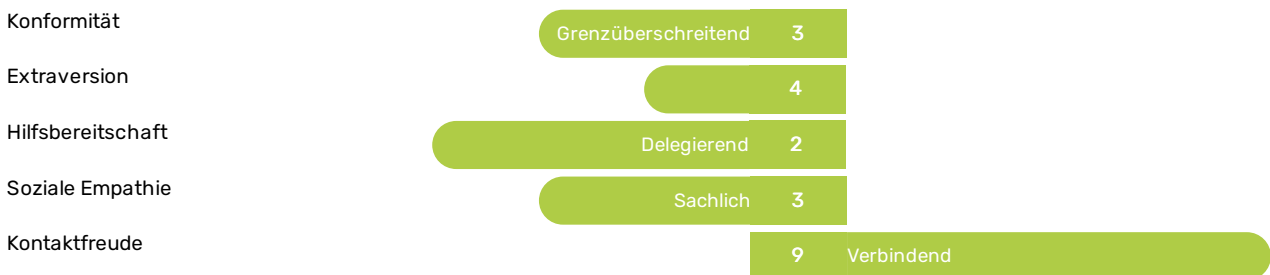 Konformität Grenzüberschreitend 3
Extraversion 4
Hilfsbereitschaft Delegierend 2
Soziale Empathie Sachlich 3
Kontaktfreude 9 Verbindend